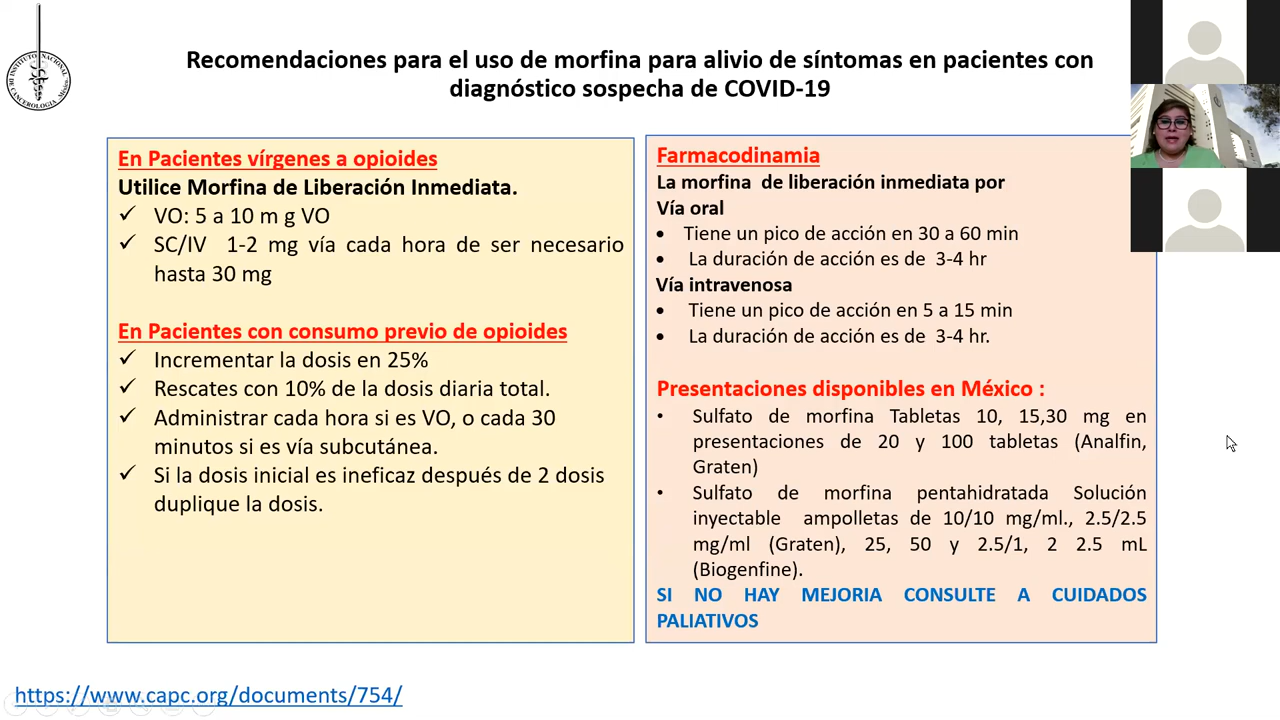 INSTITUTO NACIONAL DE CANCEROLOGIA México.
Recomendaciones para el uso de morfina para alivio de síntomas en pacientes con
diagnóstico sospecha de COVID-19
En Pacientes vírgenes a opioides
Utilice Morfina de Liberación Inmediata.
✓ VO: 5 a 10 m g VO
✓ SC/IV 1-2 mg vía cada hora de ser necesario
hasta 30 mg
En Pacientes con consumo previo de opioides
✓ Incrementar la dosis en 25%
✓ Rescates con 10% de la dosis diaria total.
✓ Administrar cada hora si es VO, o cada 30
minutos si es vía subcutánea.
✓ Si la dosis inicial es ineficaz después de 2 dosis
duplique la dosis.
Farmacodinamia
La morfina de liberación inmediata por
Vía oral
• Tiene un pico de acción en 30 a 60 min
• La duración de acción es de 3-4 hr
Vía intravenosa
• Tiene un pico de acción en 5 a 15 min
• La duración de acción es de 3-4 hr.
Presentaciones disponibles en México :
• Sulfato de morfina Tabletas 10, 15,30 mg en
presentaciones de 20 y 100 tabletas (Analfin,
Graten)
• Sulfato de morfina pentahidratada Solución
inyectable ampolletas de 10/10 mg/ml., 2.5/2.5
mg/ml (Graten), 25, 50 y 2.5/1, 2 2.5 mL
(Biogenfine).
SI NO HAY MEJORIA CONSULTE A CUIDADOS
PALIATIVOS
https://www.capc.org/documents/754/